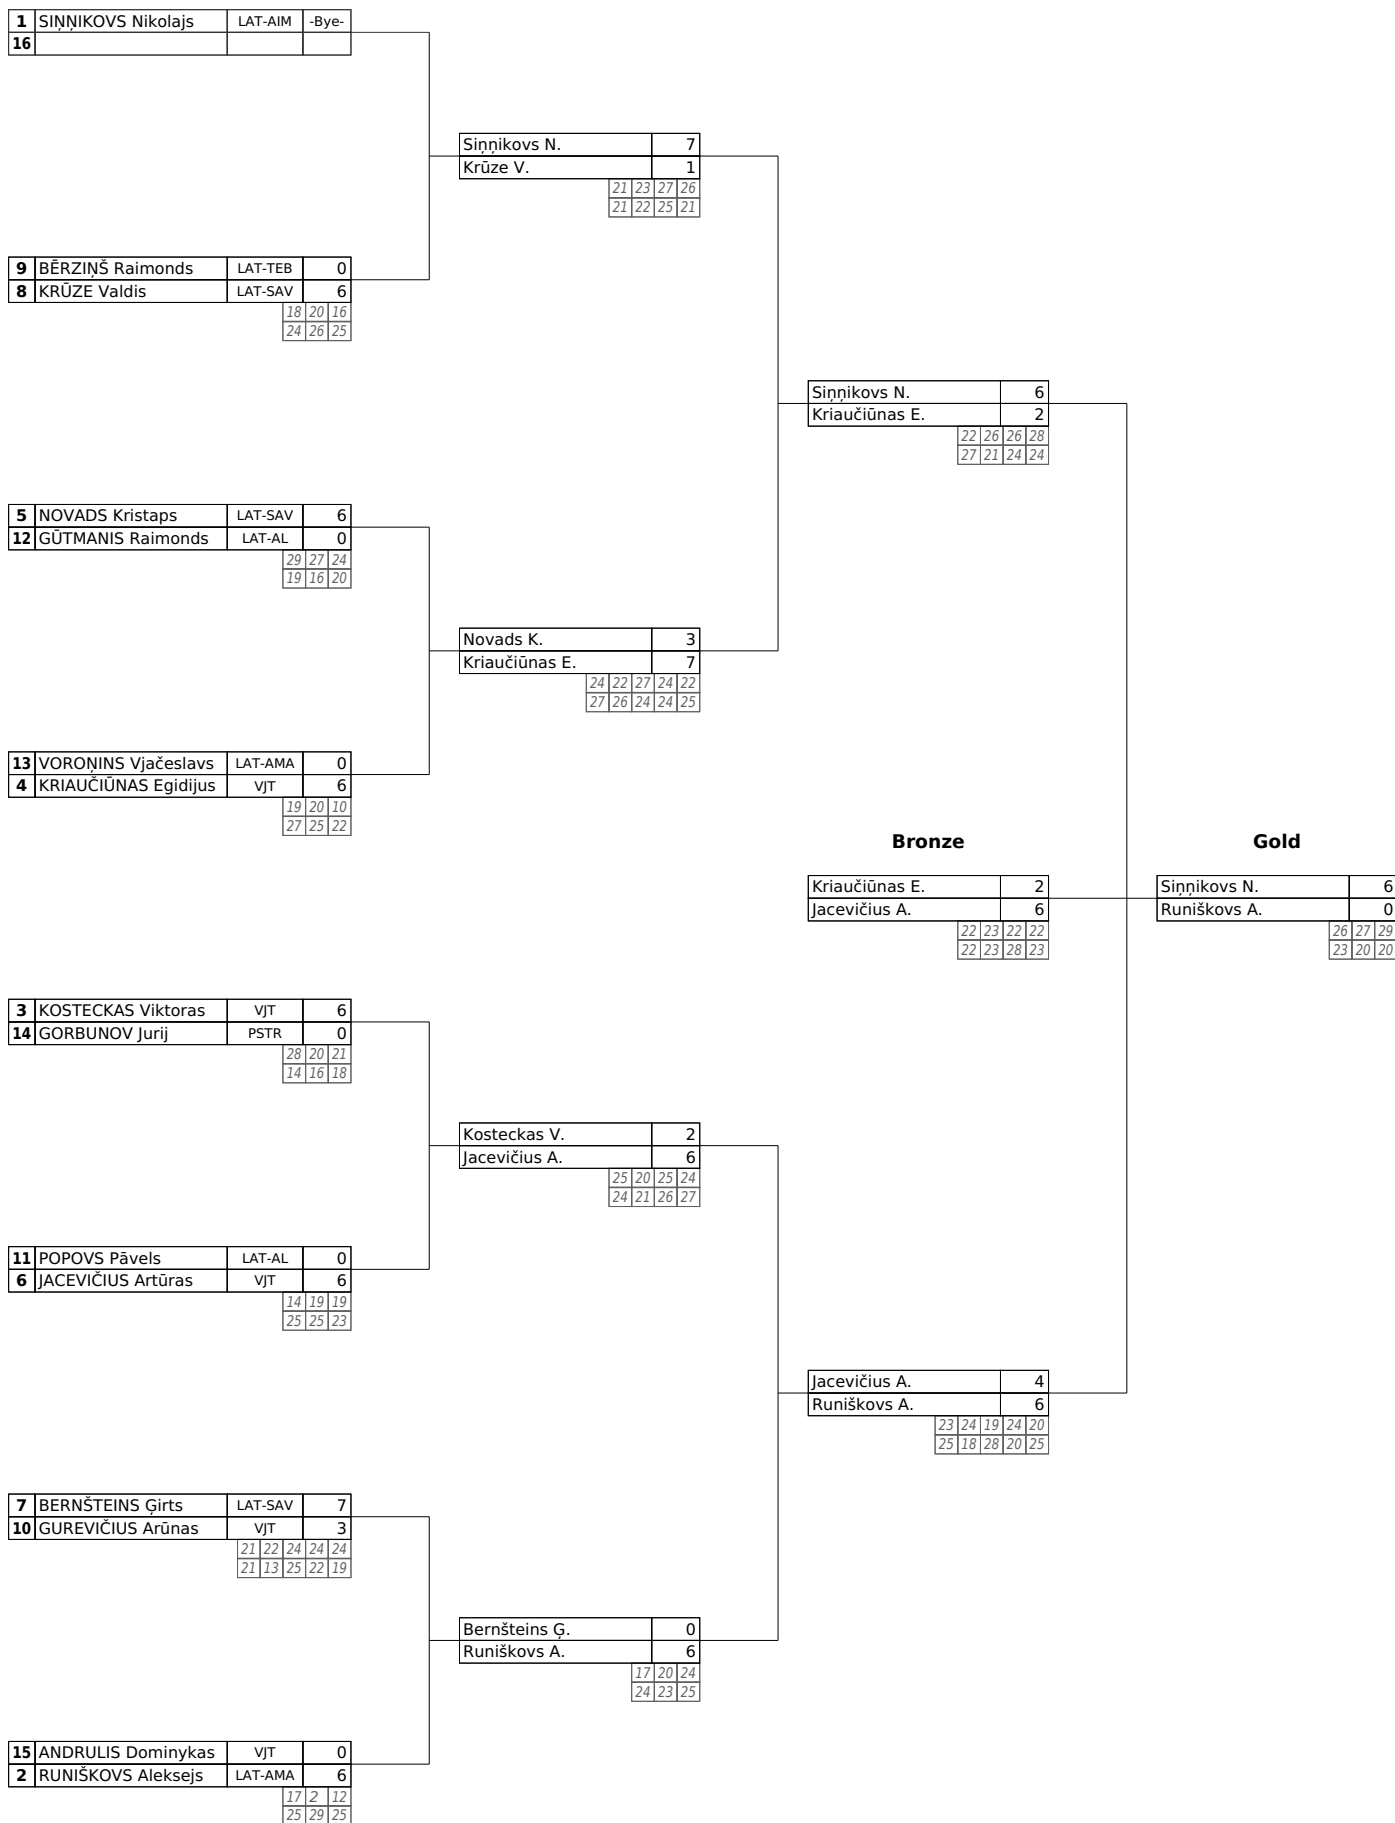 1 SIŅŅIKOVS Nikolajs LAT-AIM -Bye-
16
Siņņikovs N. 7
Krūze V. 1
21 23 27 26
21 22 25 21
9 BĒRZIŅŠ Raimonds LAT-TEB 0
8 KRŪZE Valdis LAT-SAV 6
18 20 16
24 26 25
Siņņikovs N. 6
Kriaučiūnas E. 2
22 26 26 28
27 21 24 24
5 NOVADS Kristaps LAT-SAV 6
12 GŪTMANIS Raimonds LAT-AL 0
29 27 24
19 16 20
Novads K. 3
Kriaučiūnas E. 7
24 22 27 24 22
27 26 24 24 25
13 VOROŅINS Vjačeslavs LAT-AMA 0
4 KRIAUČIŪNAS Egidijus VJT 6
19 20 10
27 25 22
Bronze
Kriaučiūnas E. 2
Jacevičius A. 6
22 23 22 22
22 23 28 23
Gold
Siņņikovs N. 6
Runiškovs A. 0
26 27 29
23 20 20
3 KOSTECKAS Viktoras VJT 6
14 GORBUNOV Jurij PSTR 0
28 20 21
14 16 18
Kosteckas V. 2
Jacevičius A. 6
25 20 25 24
24 21 26 27
11 POPOVS Pāvels LAT-AL 0
6 JACEVIČIUS Artūras VJT 6
14 19 19
25 25 23
Jacevičius A. 4
Runiškovs A. 6
23 24 19 24 20
25 18 28 20 25
7 BERNŠTEINS Ģirts LAT-SAV 7
10 GUREVIČIUS Arūnas VJT 3
21 22 24 24 24
21 13 25 22 19
Bernšteins Ģ. 0
Runiškovs A. 6
17 20 24
24 23 25
15 ANDRULIS Dominykas VJT 0
2 RUNIŠKOVS Aleksejs LAT-AMA 6
17 2 12
25 29 25